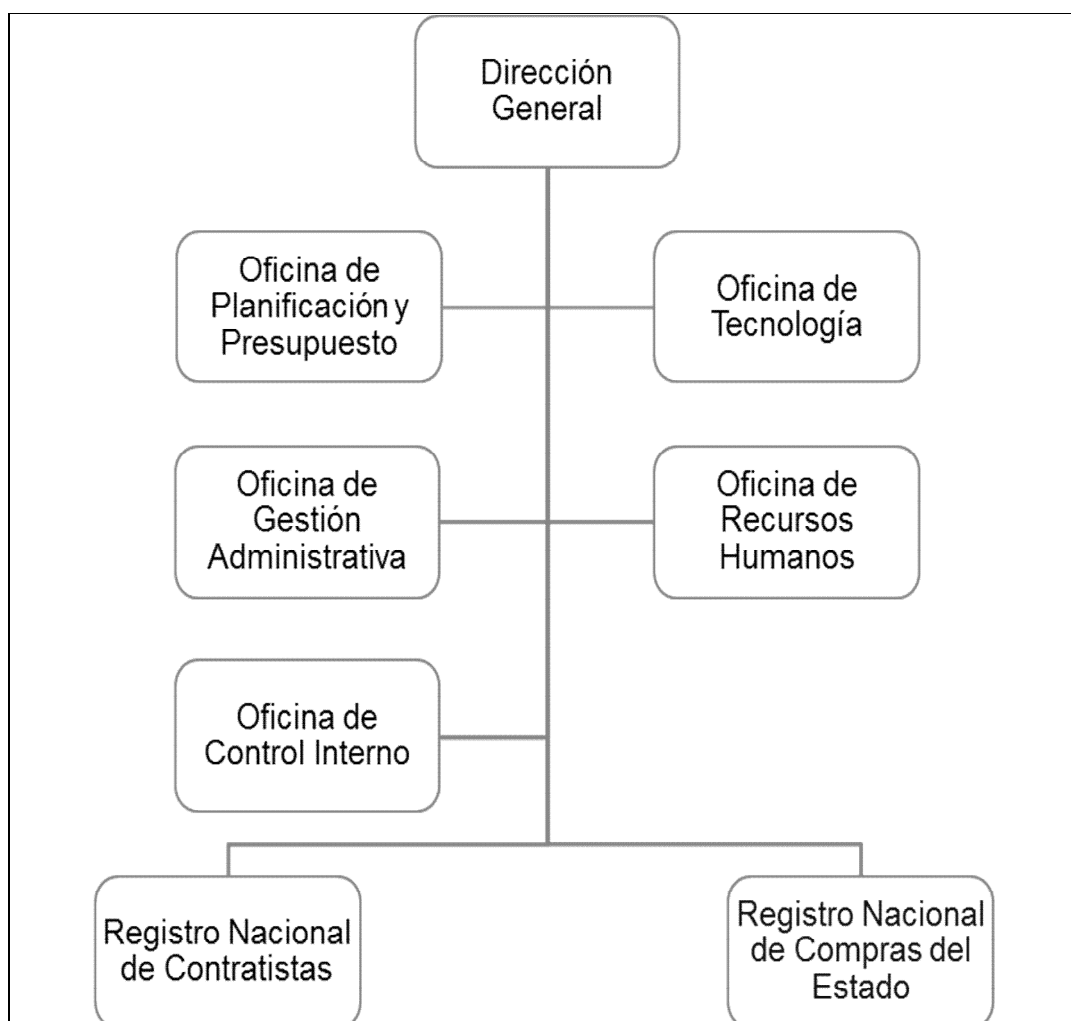 Dirección
General
Oficina de
Planificación y
Presupuesto
Oficina de
Tecnología
Oficina de
Gestión
Administrativa
Oficina de
Recursos
Humanos
Oficina de
Control Interno
Registro Nacional
de Contratistas
Registro Nacional
de Compras del
Estado